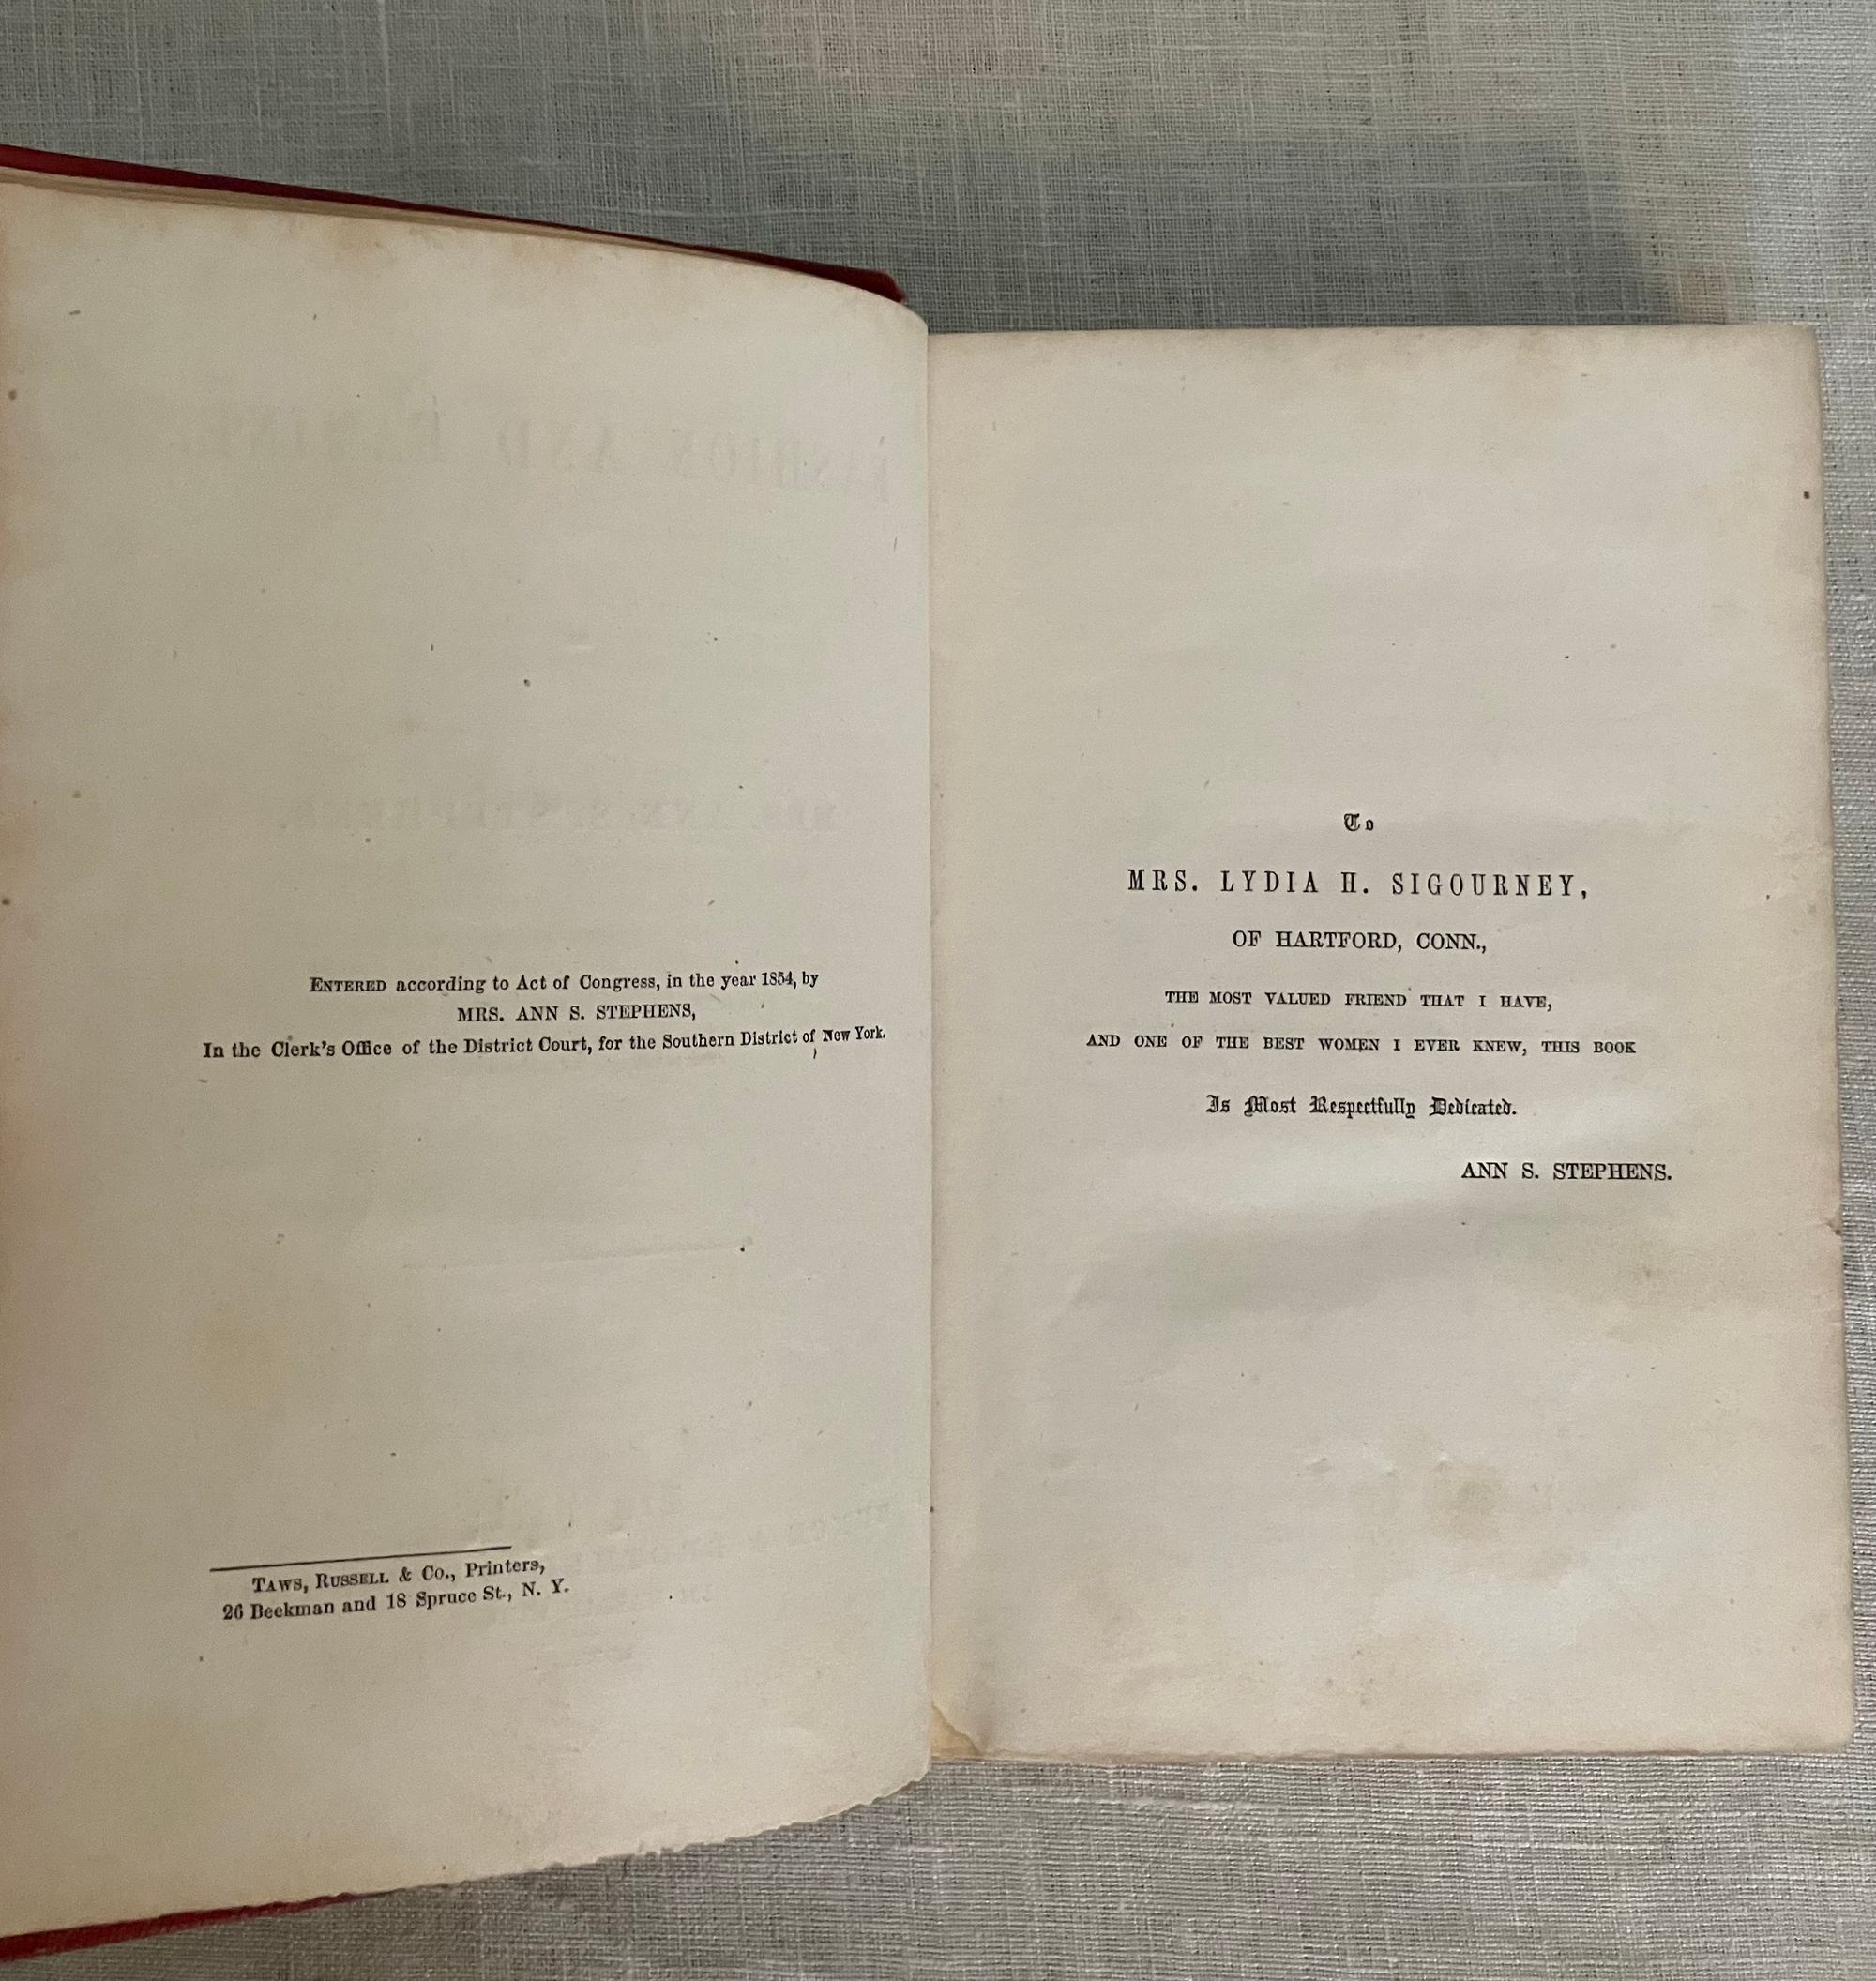 ENTERED according to Act of Congress, in the year 1854, by
MRS. ANN S. STEPHENS,
In the Clerk's Office of the District Court, for the Southern District of New York.
TAWS, RUSSELL & CO., Printers,
26 Beekman and 18 Spruce St., N. Y.
To
MRS. LYDIA H. SIGOURNEY,
OF HARTFORD, CONN.,
THE MOST VALUED FRIEND THAT I HAVE,
AND ONE OF THE BEST WOMEN I EVER KNEW, THIS BOOK
Is Most Respectfully Dedicated.
ANN S. STEPHENS.